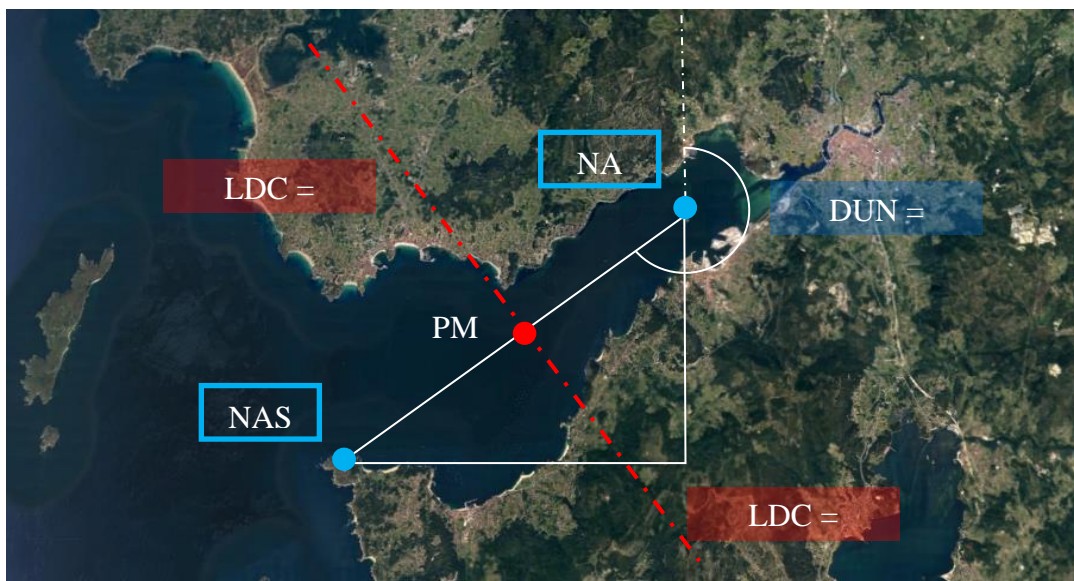 NA
LDC =
DUN =
PM
NAS
LDC =